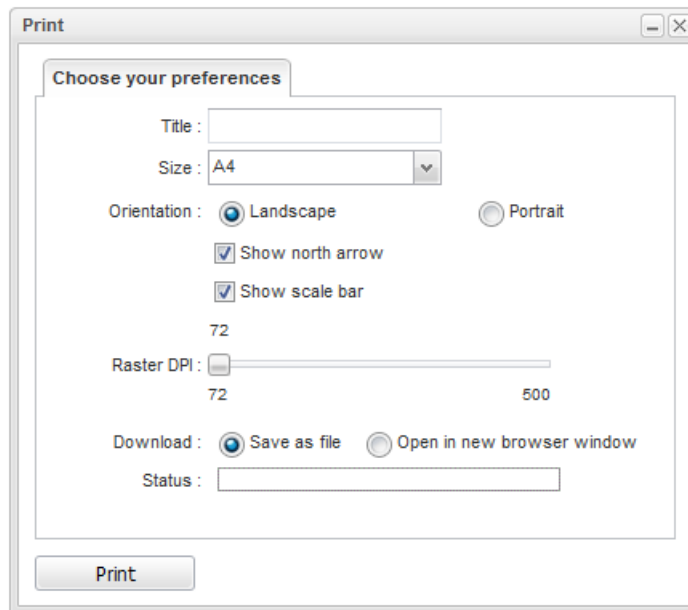 Print
Choose your preferences
Title :
Size : A4
Orientation : Landscape Portrait
Show north arrow
Show scale bar
72
Raster DPI :
72 500
Download : Save as file Open in new browser window
Status :
Print